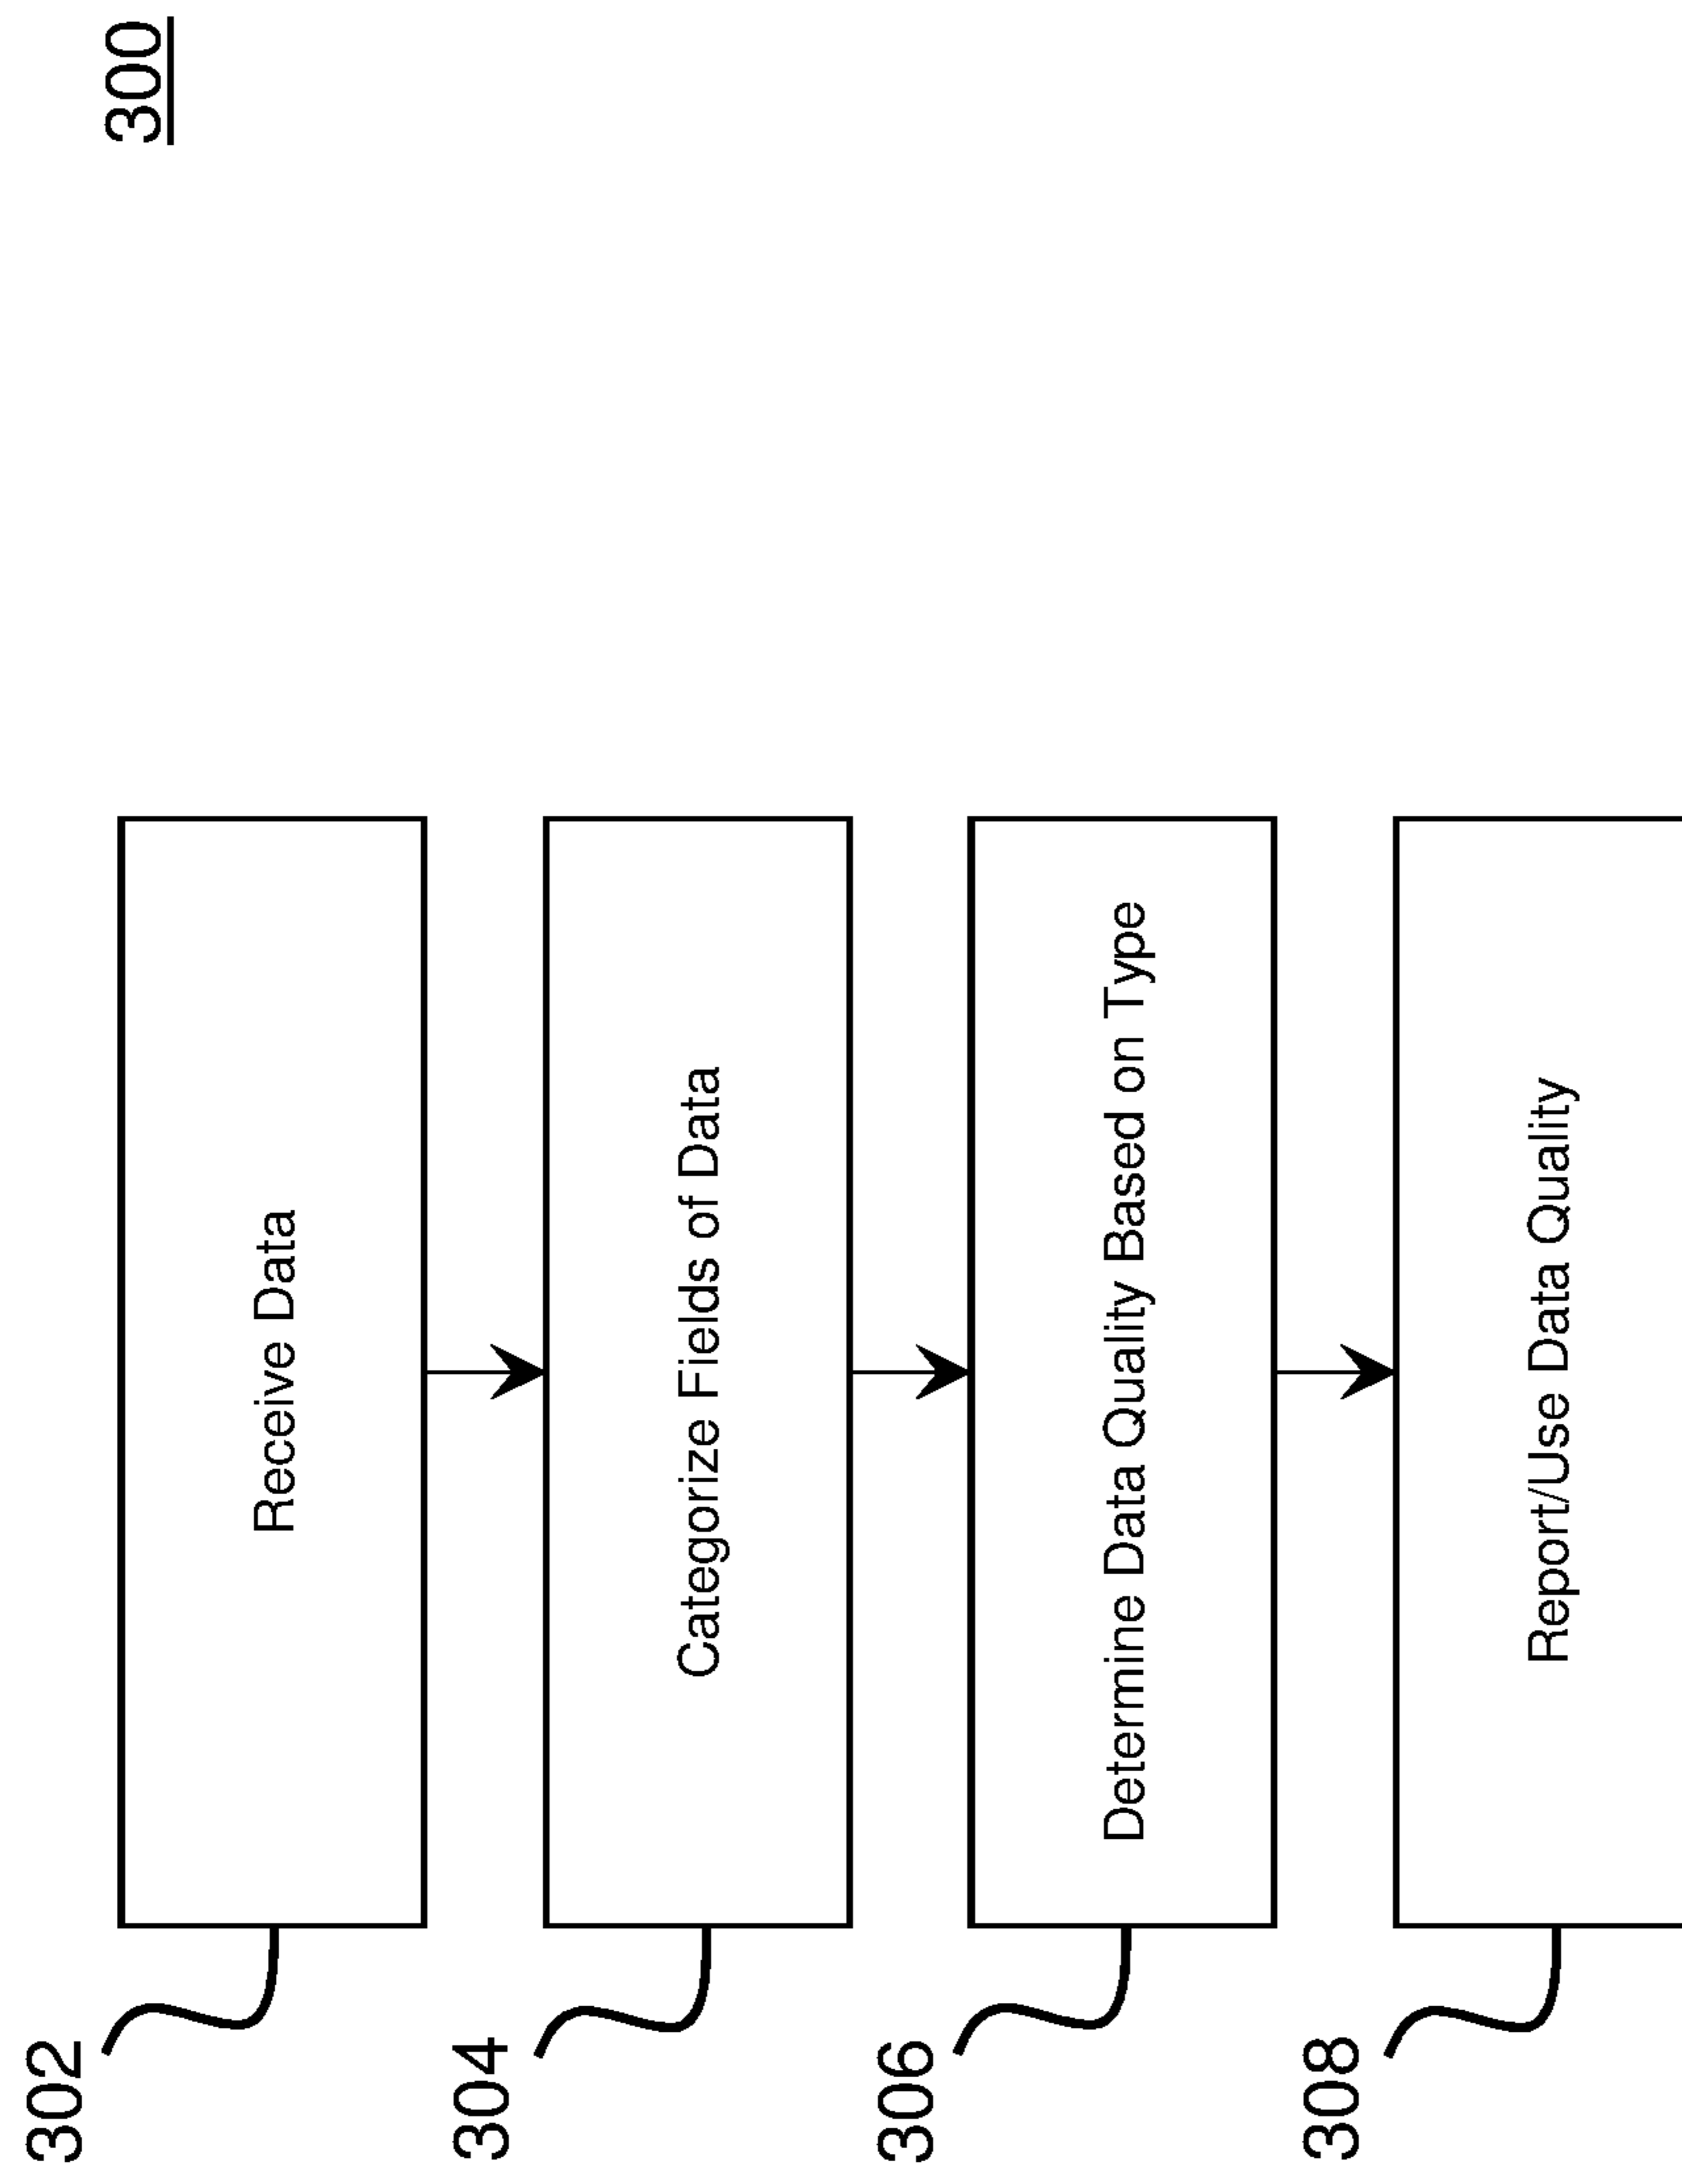 300
302
Receive Data
304
Categorize Fields of Data
306
Determine Data Quality Based on Type
308
Report/Use Data Quality